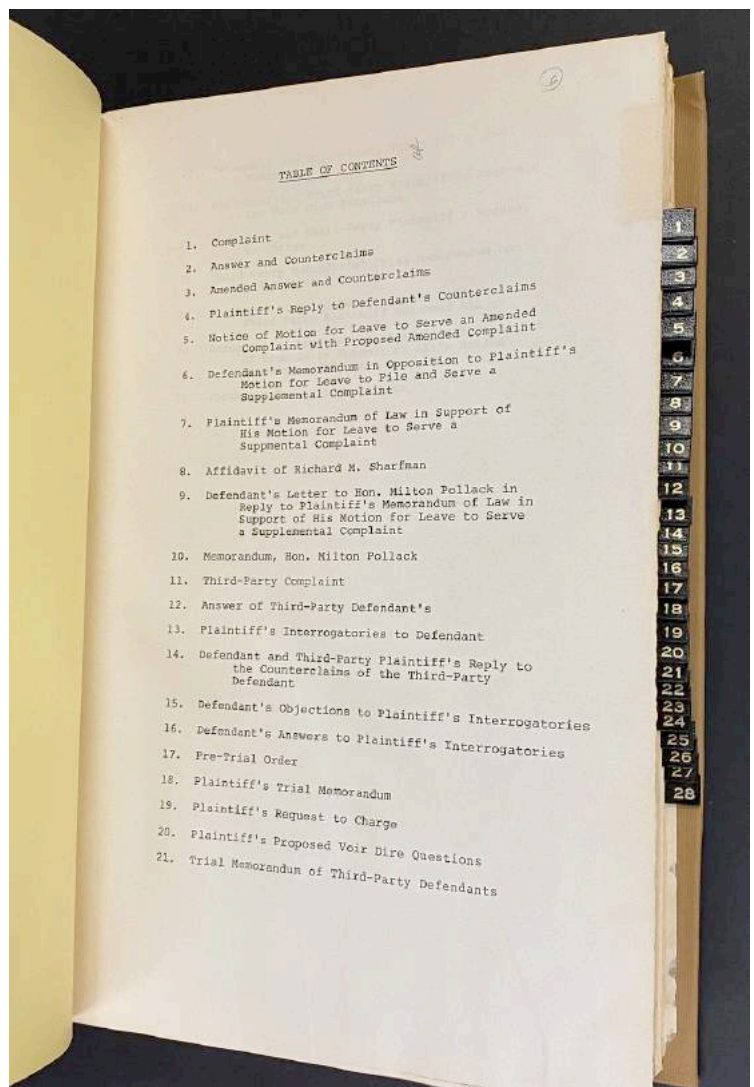 TABLE OF CONTENTS
1. Complaint
2. Answer and Counterclaims
3. Amended Answer and Counterclaims
4. Plaintiff's Reply to Defendant's Counterclaims
5. Notice of Motion for Leave to Serve an Amended
Complaint with Proposed Amended Complaint
6. Defendant's Memorandum in Opposition to Plaintiff's
Motion for Leave to File and Serve a
Supplemental Complaint
7. Plaintiff's Memorandum of Law in Support of
His Motion for Leave to Serve a
Suppmental Complaint
8. Affidavit of Richard M. Sharfman
9. Defendant's Letter to Hon. Milton Pollack in
Reply to Plaintiff's Memorandum of Law in
Support of His Motion for Leave to Serve
a Supplemental Complaint
10. Memorandum, Hon. Milton Pollack
11. Third-Party Complaint
12. Answer of Third-Party Defendant's
13. Plaintiff's Interrogatories to Defendant
14. Defendant and Third-Party Plaintiff's Reply to
the Counterclaims of the Third-Party
Defendant
15. Defendant's Objections to Plaintiff's Interrogatories
16. Defendant's Answers to Plaintiff's Interrogatories
17. Pre-Trial Order
18. Plaintiff's Trial Memorandum
19. Plaintiff's Request to Charge
20. Plaintiff's Proposed Voir Dire Questions
21. Trial Memorandum of Third-Party Defendants
1
2
3
4
5
6
7
8
9
10
11
12
13
14
15
16
17
18
19
20
21
22
23
24
25
26
27
28